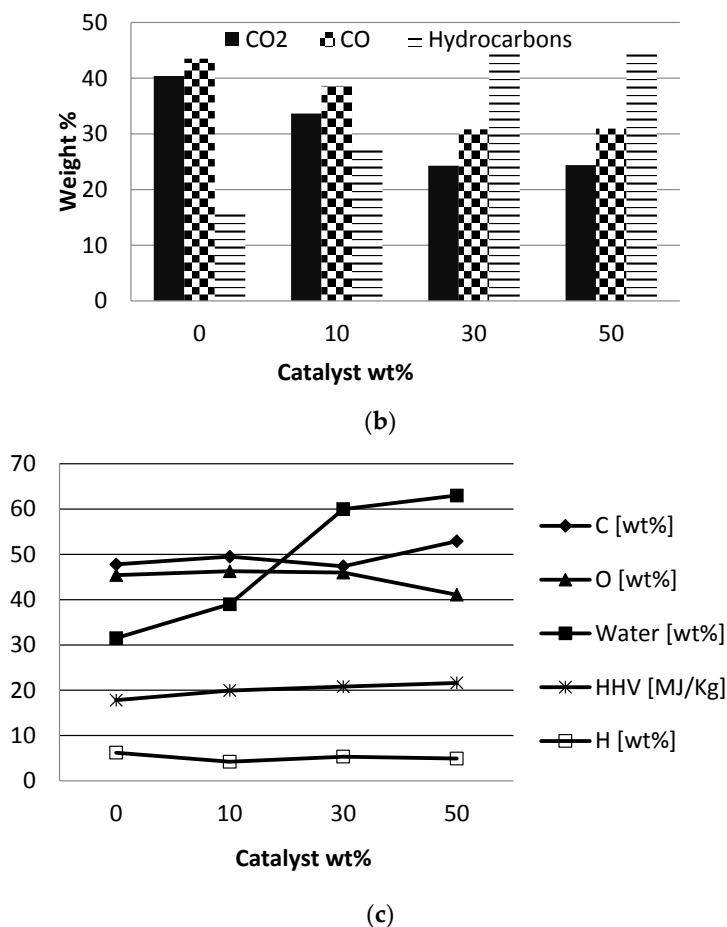 50
CO2 CO Hydrocarbons
40
30
20
10
0
Weight %
0 10 30 50
Catalyst wt%
(b)
70
60
50
40
30
20
10
0
C [wt%]
O [wt%]
Water [wt%]
HHV [MJ/Kg]
H [wt%]
0 10 30 50
Catalyst wt%
(c)